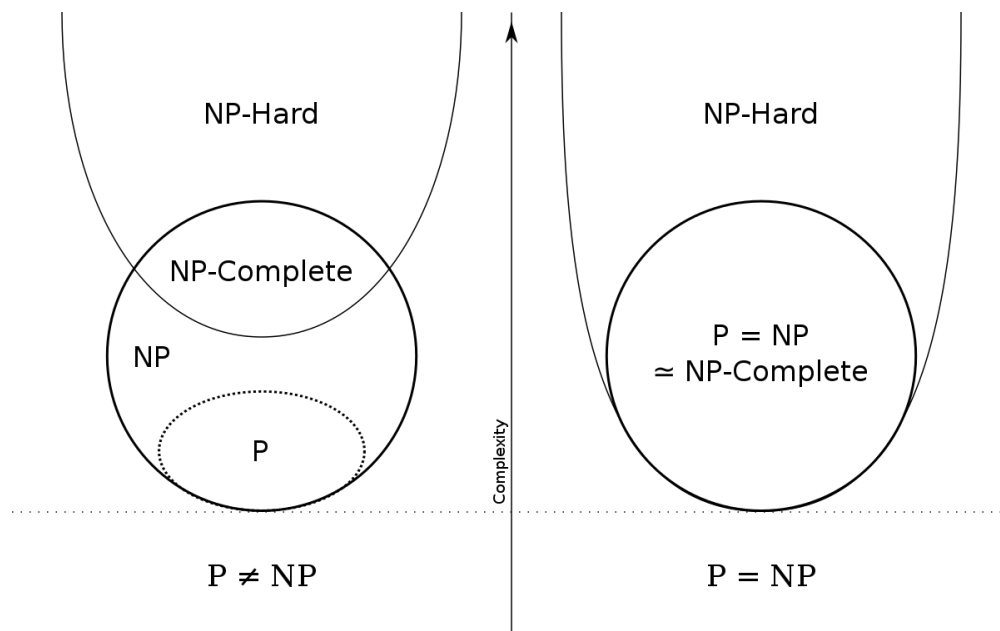 NP-Hard
NP-Complete
NP
P
P ≠ NP
Complexity
NP-Hard
P = NP
≃ NP-Complete
P = NP